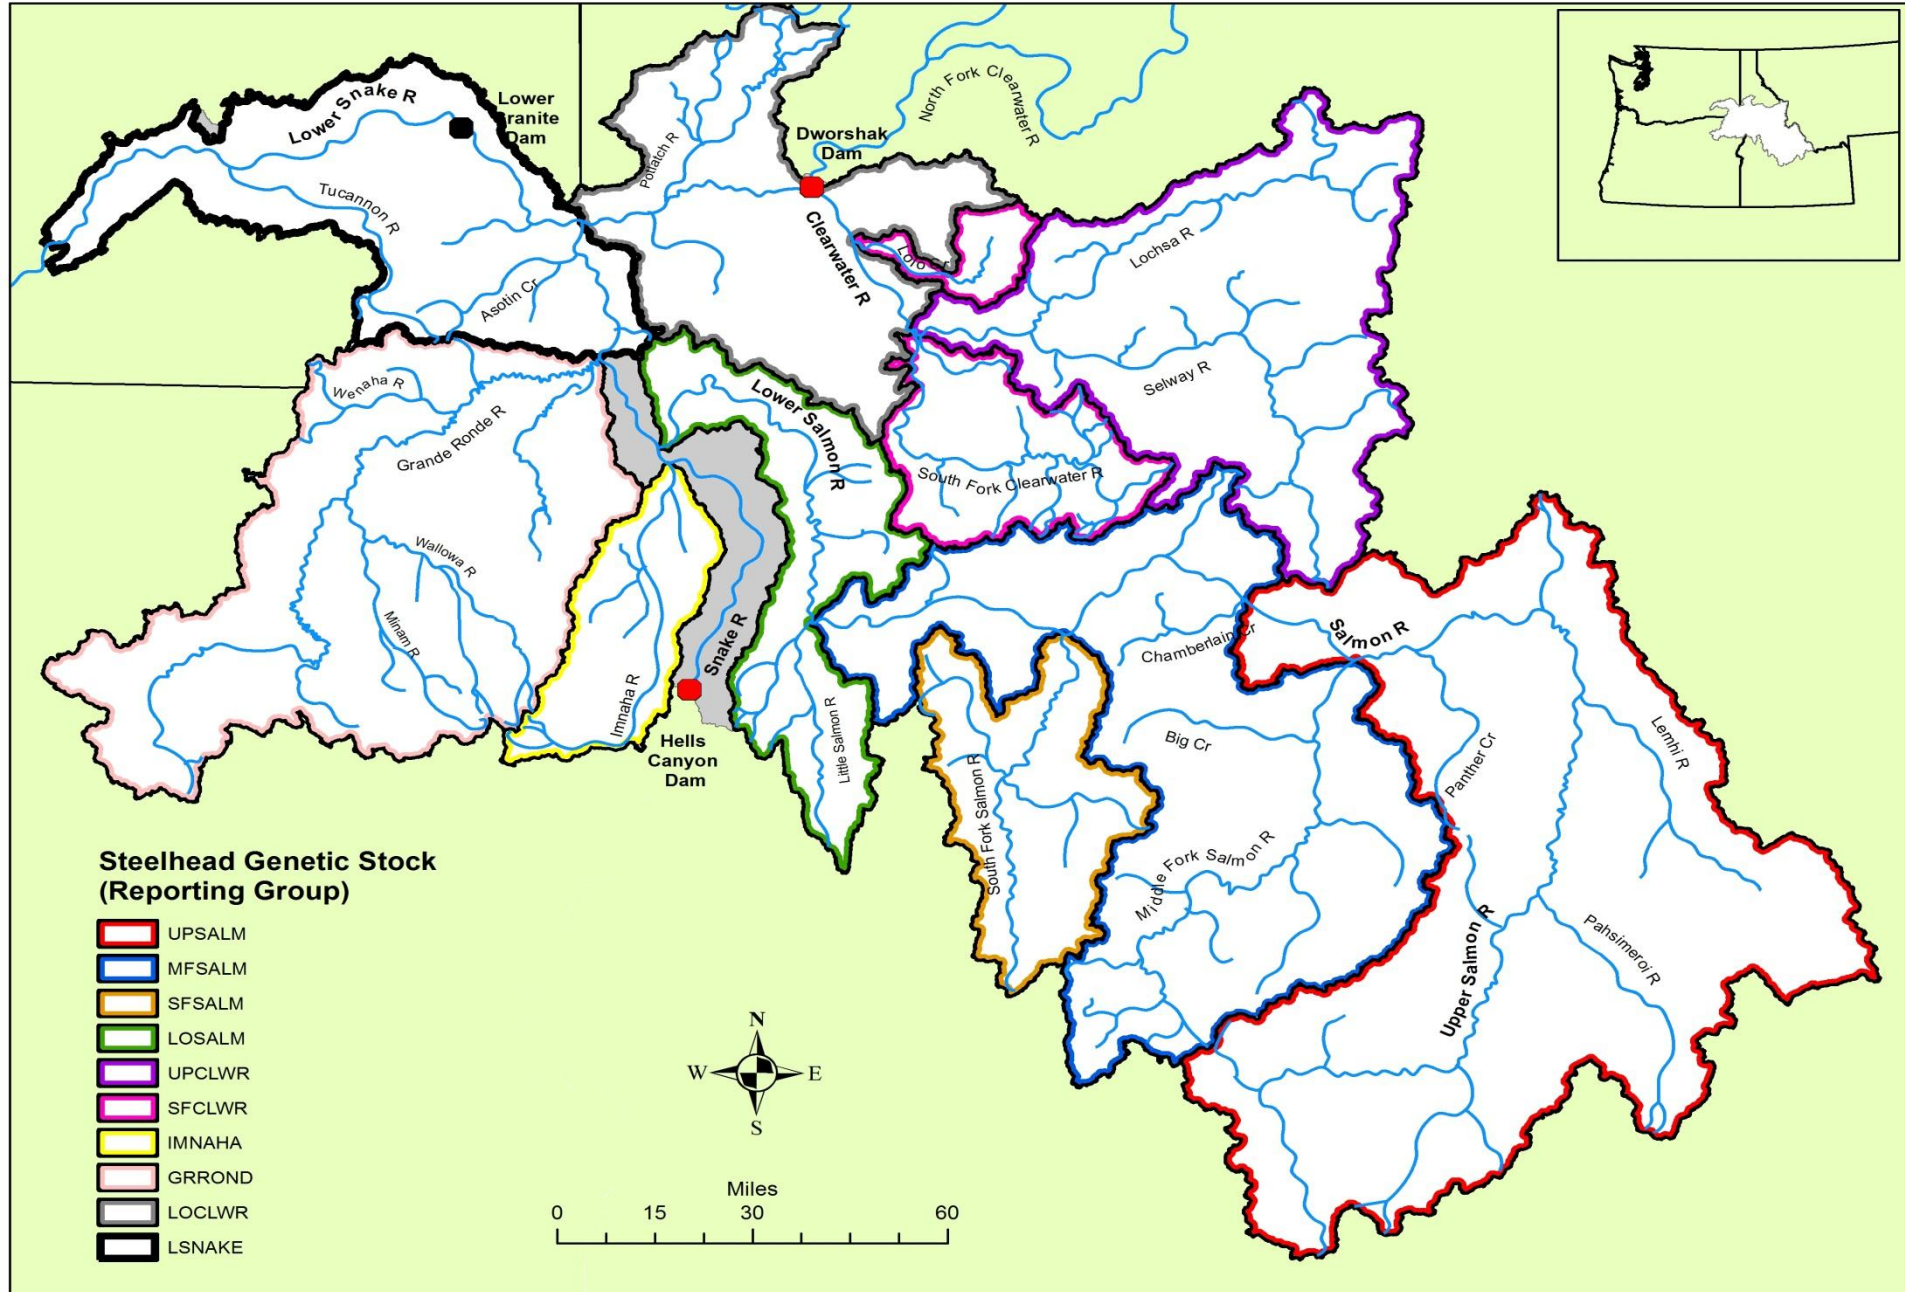 Lower Snake R
Lower
Granite
Dam
North Fork Clearwater R
Dworshak
Dam
Potlatch R
Tucannon R
Clearwater R
Lolo Cr
Lochsa R
Asotin Cr
Wenaha R
Grande Ronde R
Lower Salmon R
Selway R
South Fork Clearwater R
Wallowa R
Minam R
Imnaha R
Snake R
Hells
Canyon
Dam
Little Salmon R
Chamberlain Cr
Salmon R
Big Cr
South Fork Salmon R
Middle Fork Salmon R
Panther Cr
Lemhi R
Upper Salmon R
Pahsimeroi R
Steelhead Genetic Stock
(Reporting Group)
UPSALM
MFSALM
SFSALM
LOSALM
UPCLWR
SFCLWR
IMNAHA
GRROND
LOCLWR
LSNAKE
N
W E
S
Miles
0 15 30 60